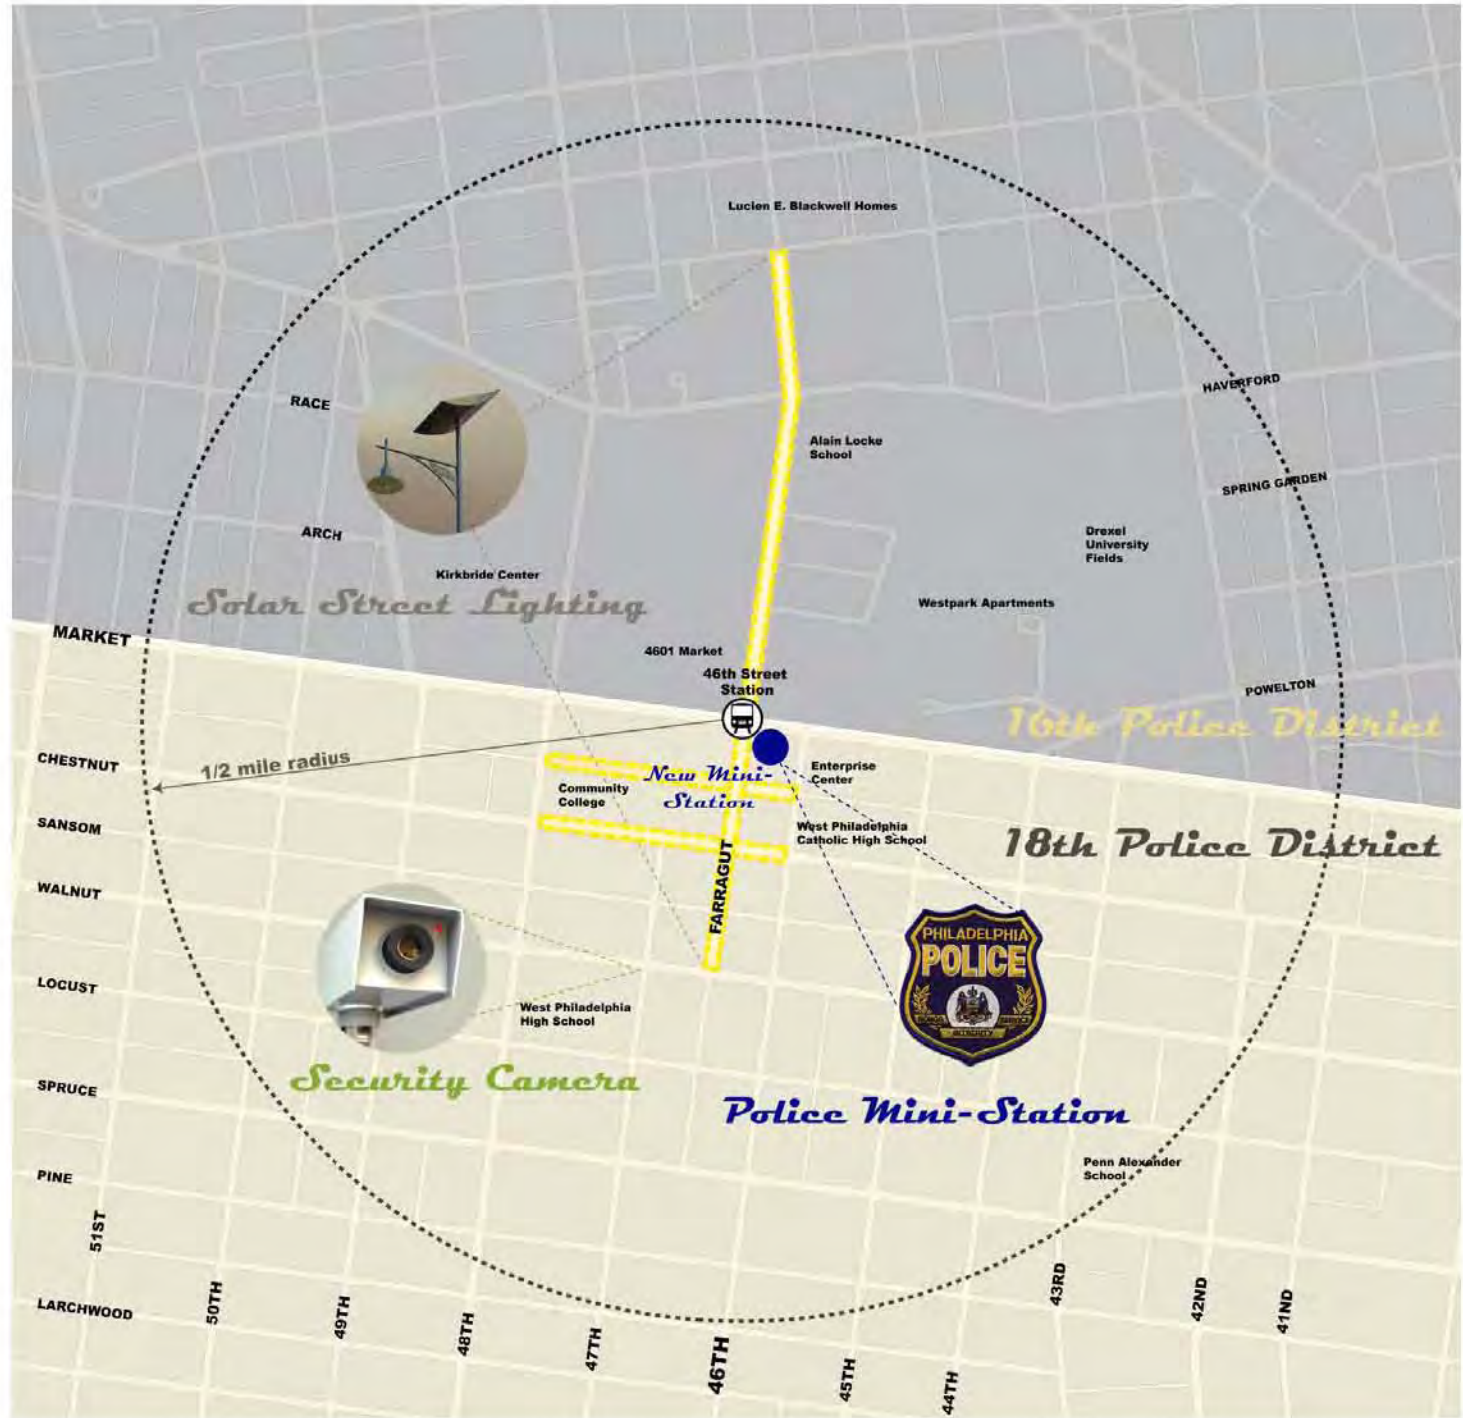 Lucien E. Blackwell Homes
HAVERFORD
RACE
Alain Locke
School
SPRING GARDEN
ARCH
Drexel
University
Fields
Kirkbride Center
Solar Street Lighting
Westpark Apartments
MARKET
4601 Market
46th Street
Station
POWELTON
16th Police District
CHESTNUT
1/2 mile radius
New Mini-
Station
Enterprise
Center
Community
College
SANSOM
West Philadelphia
Catholic High School
18th Police District
WALNUT
FARRAGUT
PHILADELPHIA
POLICE
HONOR
SERVICE
INTEGRITY
LOCUST
West Philadelphia
High School
Security Camera
SPRUCE
Police Mini-Station
PINE
Penn Alexander
School
51ST
LARCHWOOD
50TH
49TH
48TH
47TH
46TH
45TH
44TH
43RD
42ND
41ND